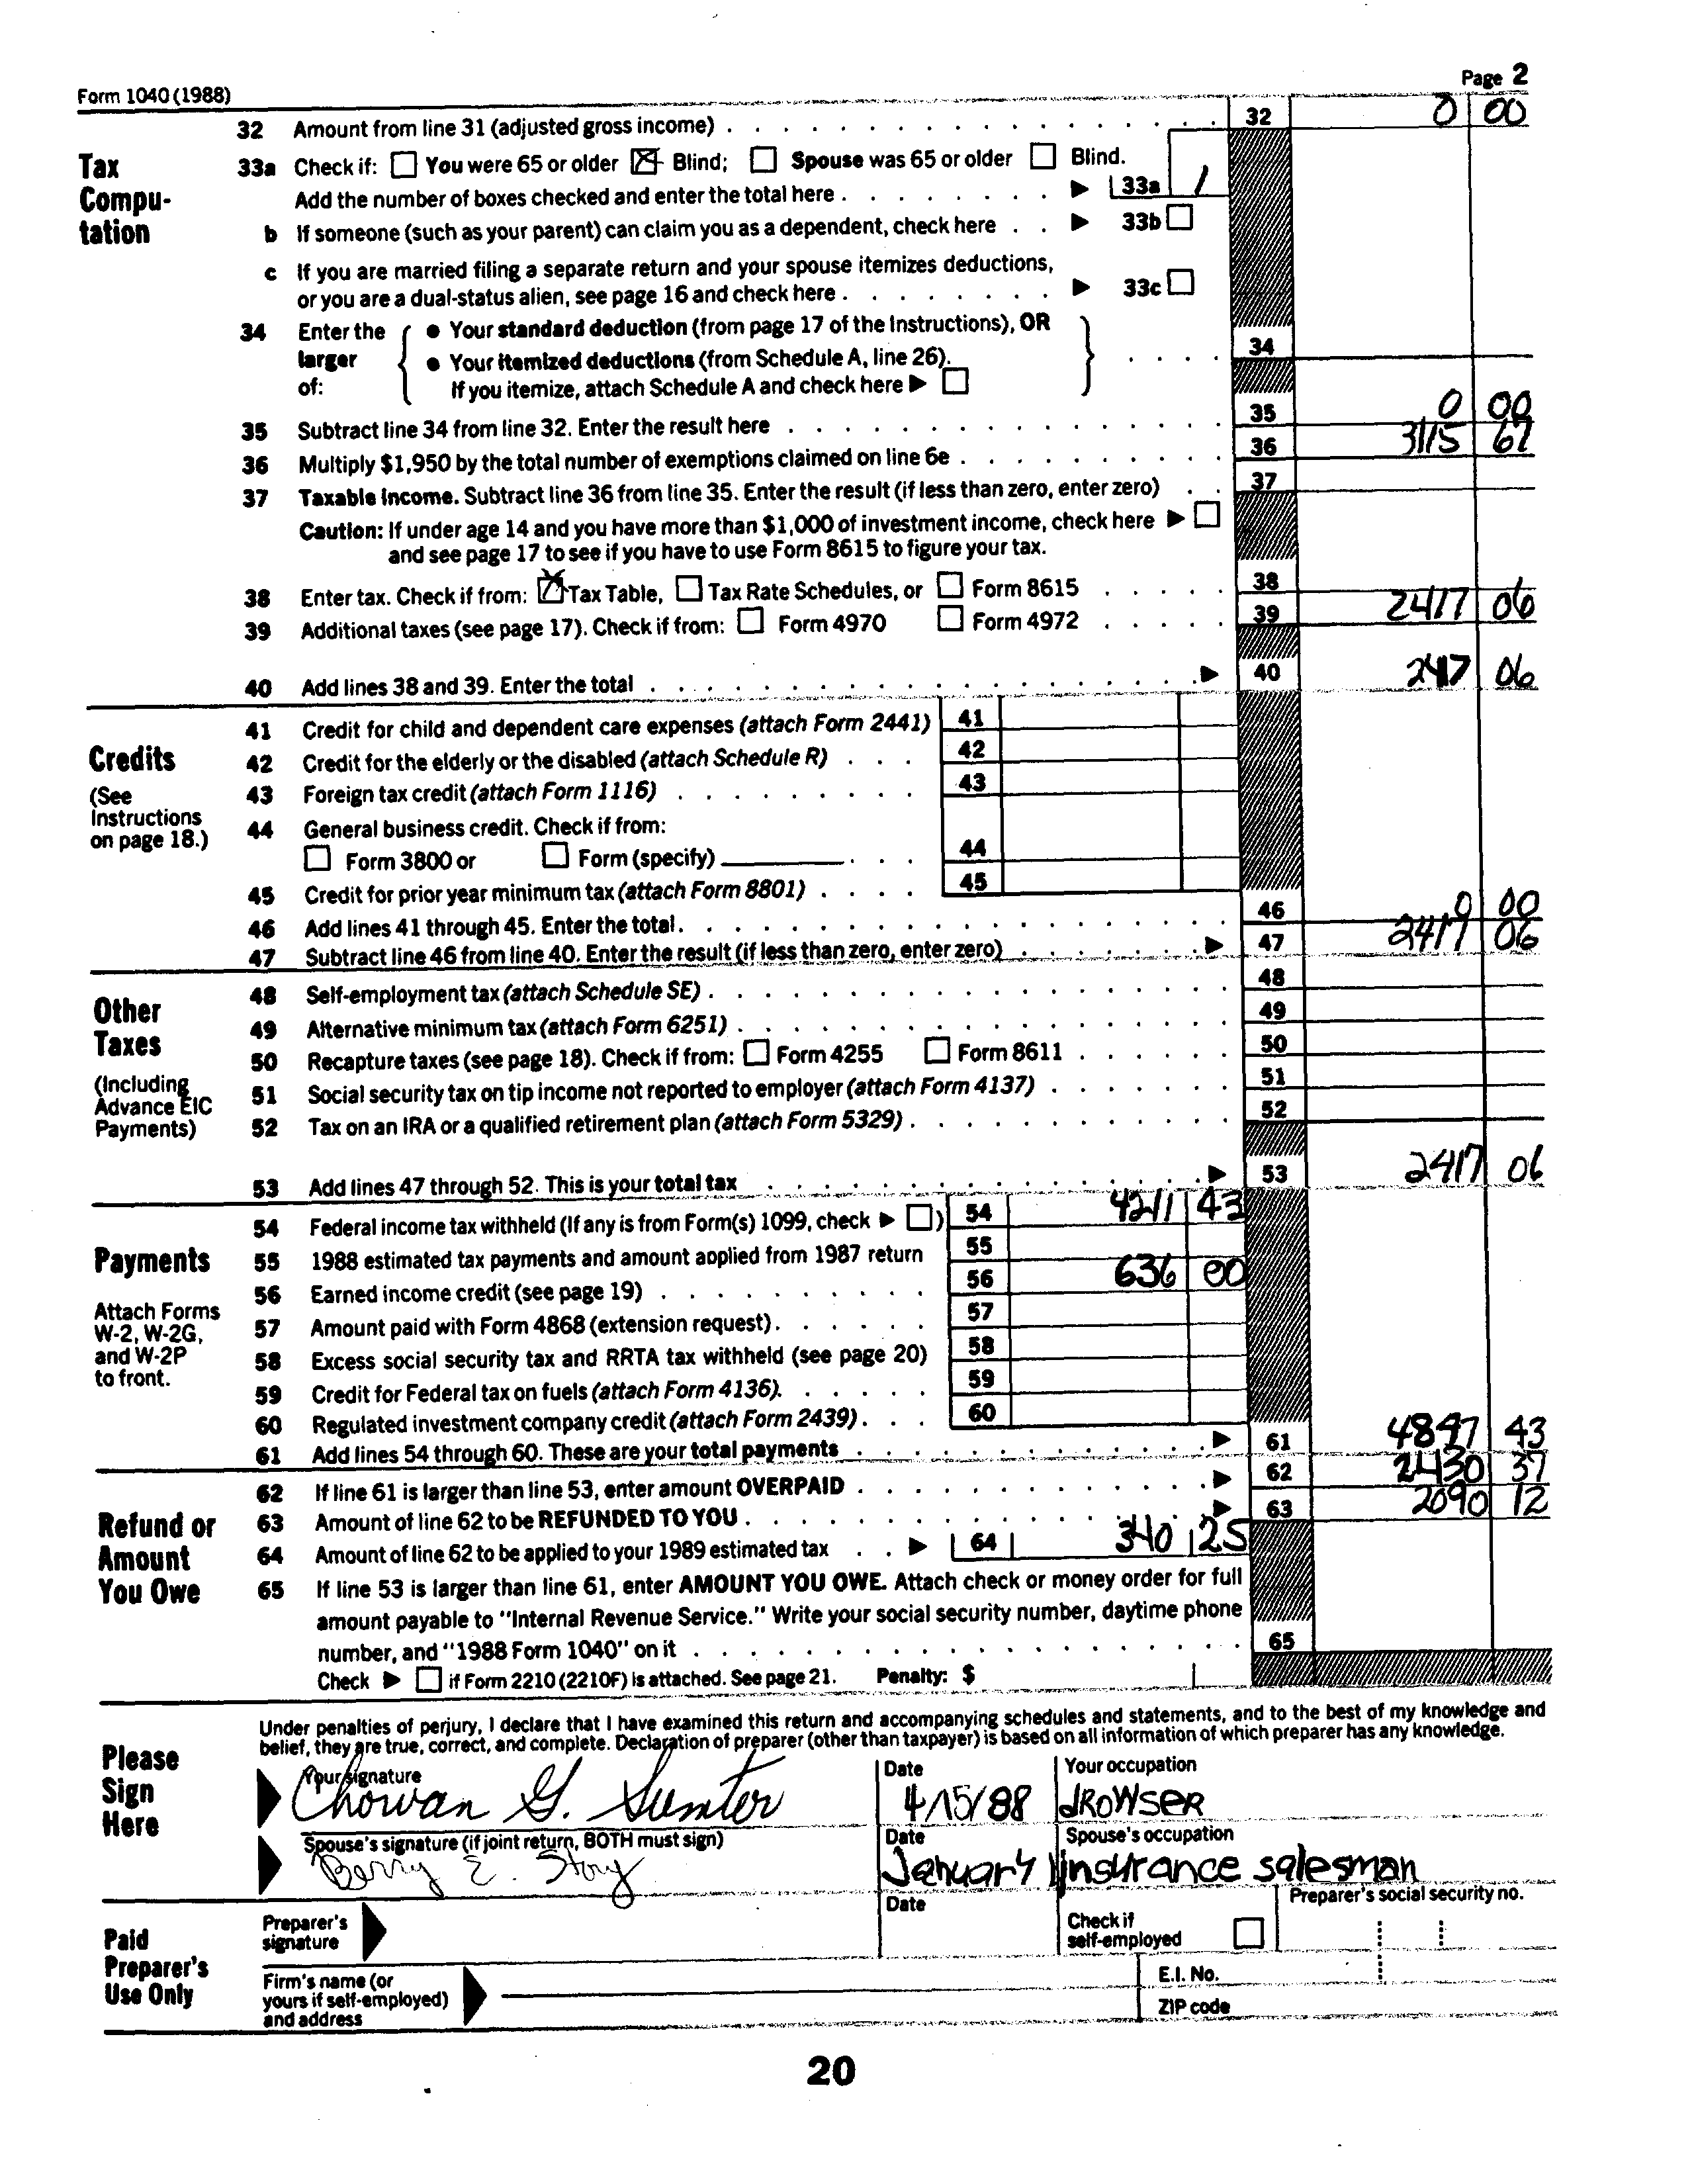 Form 1040 (1988)
Page 2
32 Amount from line 31 (adjusted gross income) 32 0 00
Tax Compu-tation
33a Check if: You were 65 or older Blind; Spouse was 65 or older Blind.
Add the number of boxes checked and enter the total here 33a 1
b If someone (such as your parent) can claim you as a dependent, check here 33b
c If you are married filing a separate return and your spouse itemizes deductions,
or you are a dual-status alien, see page 16 and check here 33c
34 Enter the larger of:
• Your standard deduction (from page 17 of the Instructions), OR
• Your itemized deductions (from Schedule A, line 26).
If you itemize, attach Schedule A and check here
34
35 Subtract line 34 from line 32. Enter the result here 35 0 00
36 Multiply $1,950 by the total number of exemptions claimed on line 6e 36 3115 67
37 Taxable income. Subtract line 36 from line 35. Enter the result (if less than zero, enter zero) 37
Caution: If under age 14 and you have more than $1,000 of investment income, check here
and see page 17 to see if you have to use Form 8615 to figure your tax.
38 Enter tax. Check if from: Tax Table, Tax Rate Schedules, or Form 8615 38
39 Additional taxes (see page 17). Check if from: Form 4970 Form 4972 39 2417 06
40 Add lines 38 and 39. Enter the total 40 2417 06
Credits
(See Instructions on page 18.)
41 Credit for child and dependent care expenses (attach Form 2441) 41
42 Credit for the elderly or the disabled (attach Schedule R) 42
43 Foreign tax credit (attach Form 1116) 43
44 General business credit. Check if from:
Form 3800 or Form (specify) 44
45 Credit for prior year minimum tax (attach Form 8801) 45
46 Add lines 41 through 45. Enter the total 46 0 00
47 Subtract line 46 from line 40. Enter the result (if less than zero, enter zero) 47 2417 06
Other Taxes
(Including Advance EIC Payments)
48 Self-employment tax (attach Schedule SE) 48
49 Alternative minimum tax (attach Form 6251) 49
50 Recapture taxes (see page 18). Check if from: Form 4255 Form 8611 50
51 Social security tax on tip income not reported to employer (attach Form 4137) 51
52 Tax on an IRA or a qualified retirement plan (attach Form 5329) 52
53 Add lines 47 through 52. This is your total tax 53 2417 06
Payments
Attach Forms W-2, W-2G, and W-2P to front.
54 Federal income tax withheld (If any is from Form(s) 1099, check ) 54 4211 43
55 1988 estimated tax payments and amount applied from 1987 return 55
56 Earned income credit (see page 19) 56 636 00
57 Amount paid with Form 4868 (extension request) 57
58 Excess social security tax and RRTA tax withheld (see page 20) 58
59 Credit for Federal tax on fuels (attach Form 4136) 59
60 Regulated investment company credit (attach Form 2439) 60
61 Add lines 54 through 60. These are your total payments 61 4847 43
Refund or Amount You Owe
62 If line 61 is larger than line 53, enter amount OVERPAID 62 2430 37
63 Amount of line 62 to be REFUNDED TO YOU 63 2090 12
64 Amount of line 62 to be applied to your 1989 estimated tax 64 340 25
65 If line 53 is larger than line 61, enter AMOUNT YOU OWE. Attach check or money order for full
amount payable to "Internal Revenue Service." Write your social security number, daytime phone
number, and "1988 Form 1040" on it 65
Check if Form 2210 (2210F) is attached. See page 21. Penalty: $
Please Sign Here
Under penalties of perjury, I declare that I have examined this return and accompanying schedules and statements, and to the best of my knowledge and
belief, they are true, correct, and complete. Declaration of preparer (other than taxpayer) is based on all information of which preparer has any knowledge.
Your signature Date Your occupation
Chowan G. Sumter 4/15/88 dROWSER
Spouse's signature (if joint return, BOTH must sign) Date Spouse's occupation
Berry E. Story January insurance salesman
Paid Preparer's Use Only
Preparer's signature
Date
Check if self-employed
Preparer's social security no.
Firm's name (or yours if self-employed) and address
E.I. No.
ZIP code
20